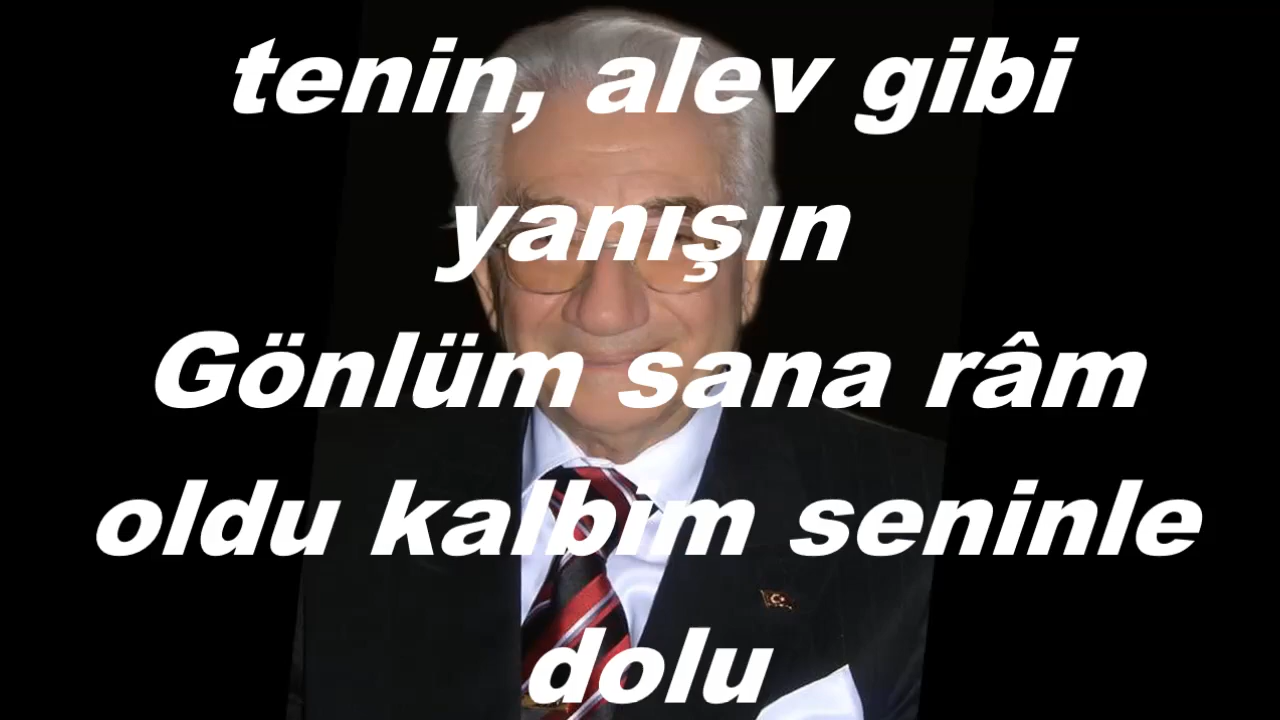 tenin, alev gibi
yanışın
Gönlüm sana râm
oldu kalbim seninle
dolu